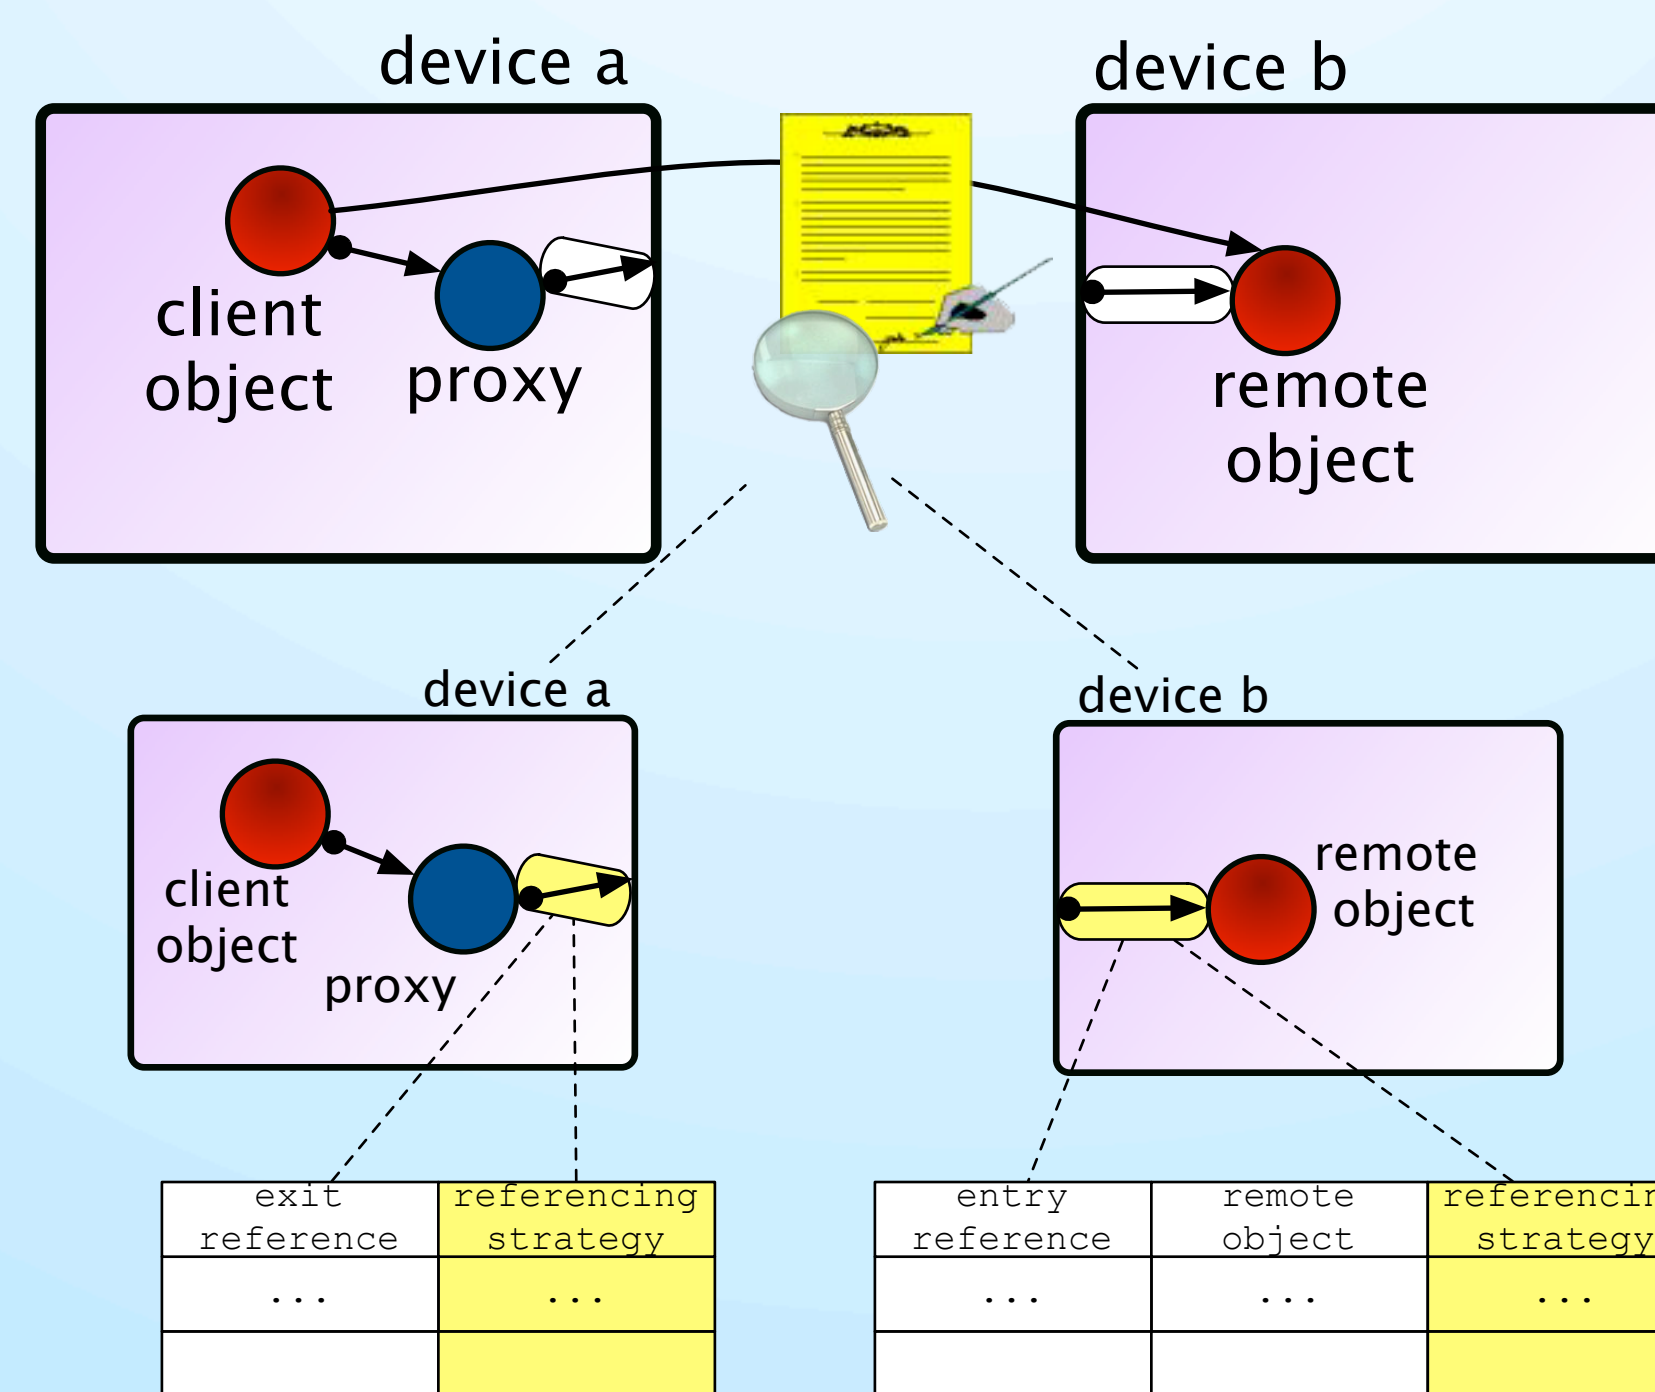 device a
device b
client
object
proxy
remote
object
device a
device b
client
object
proxy
remote
object
exit
reference
referencing
strategy
entry
reference
remote
object
strategy
...
...
...
...
...